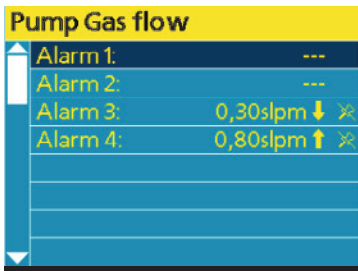 Pump Gas flow
Alarm 1: ---
Alarm 2: ---
Alarm 3: 0,30slpm ⬇
Alarm 4: 0,80slpm ⬆